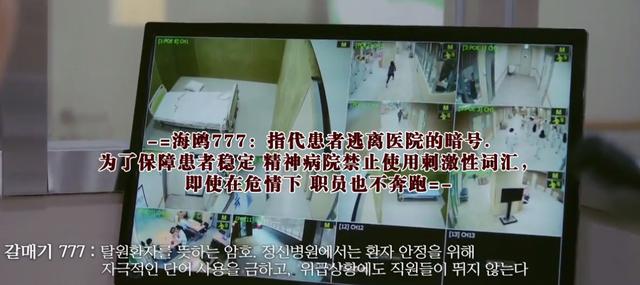 -=海鸥777：指代患者逃离医院的暗号.
为了保障患者稳定 精神病院禁止使用刺激性词汇，
即使在危情下 职员也不奔跑=-
[12] CH12
[13] CH13
갈매기 777 : 탈원환자를 뜻하는 암호. 정신병원에서는 환자 안정을 위해
자극적인 단어 사용을 금하고, 위급상황에도 직원들이 뛰지 않는다